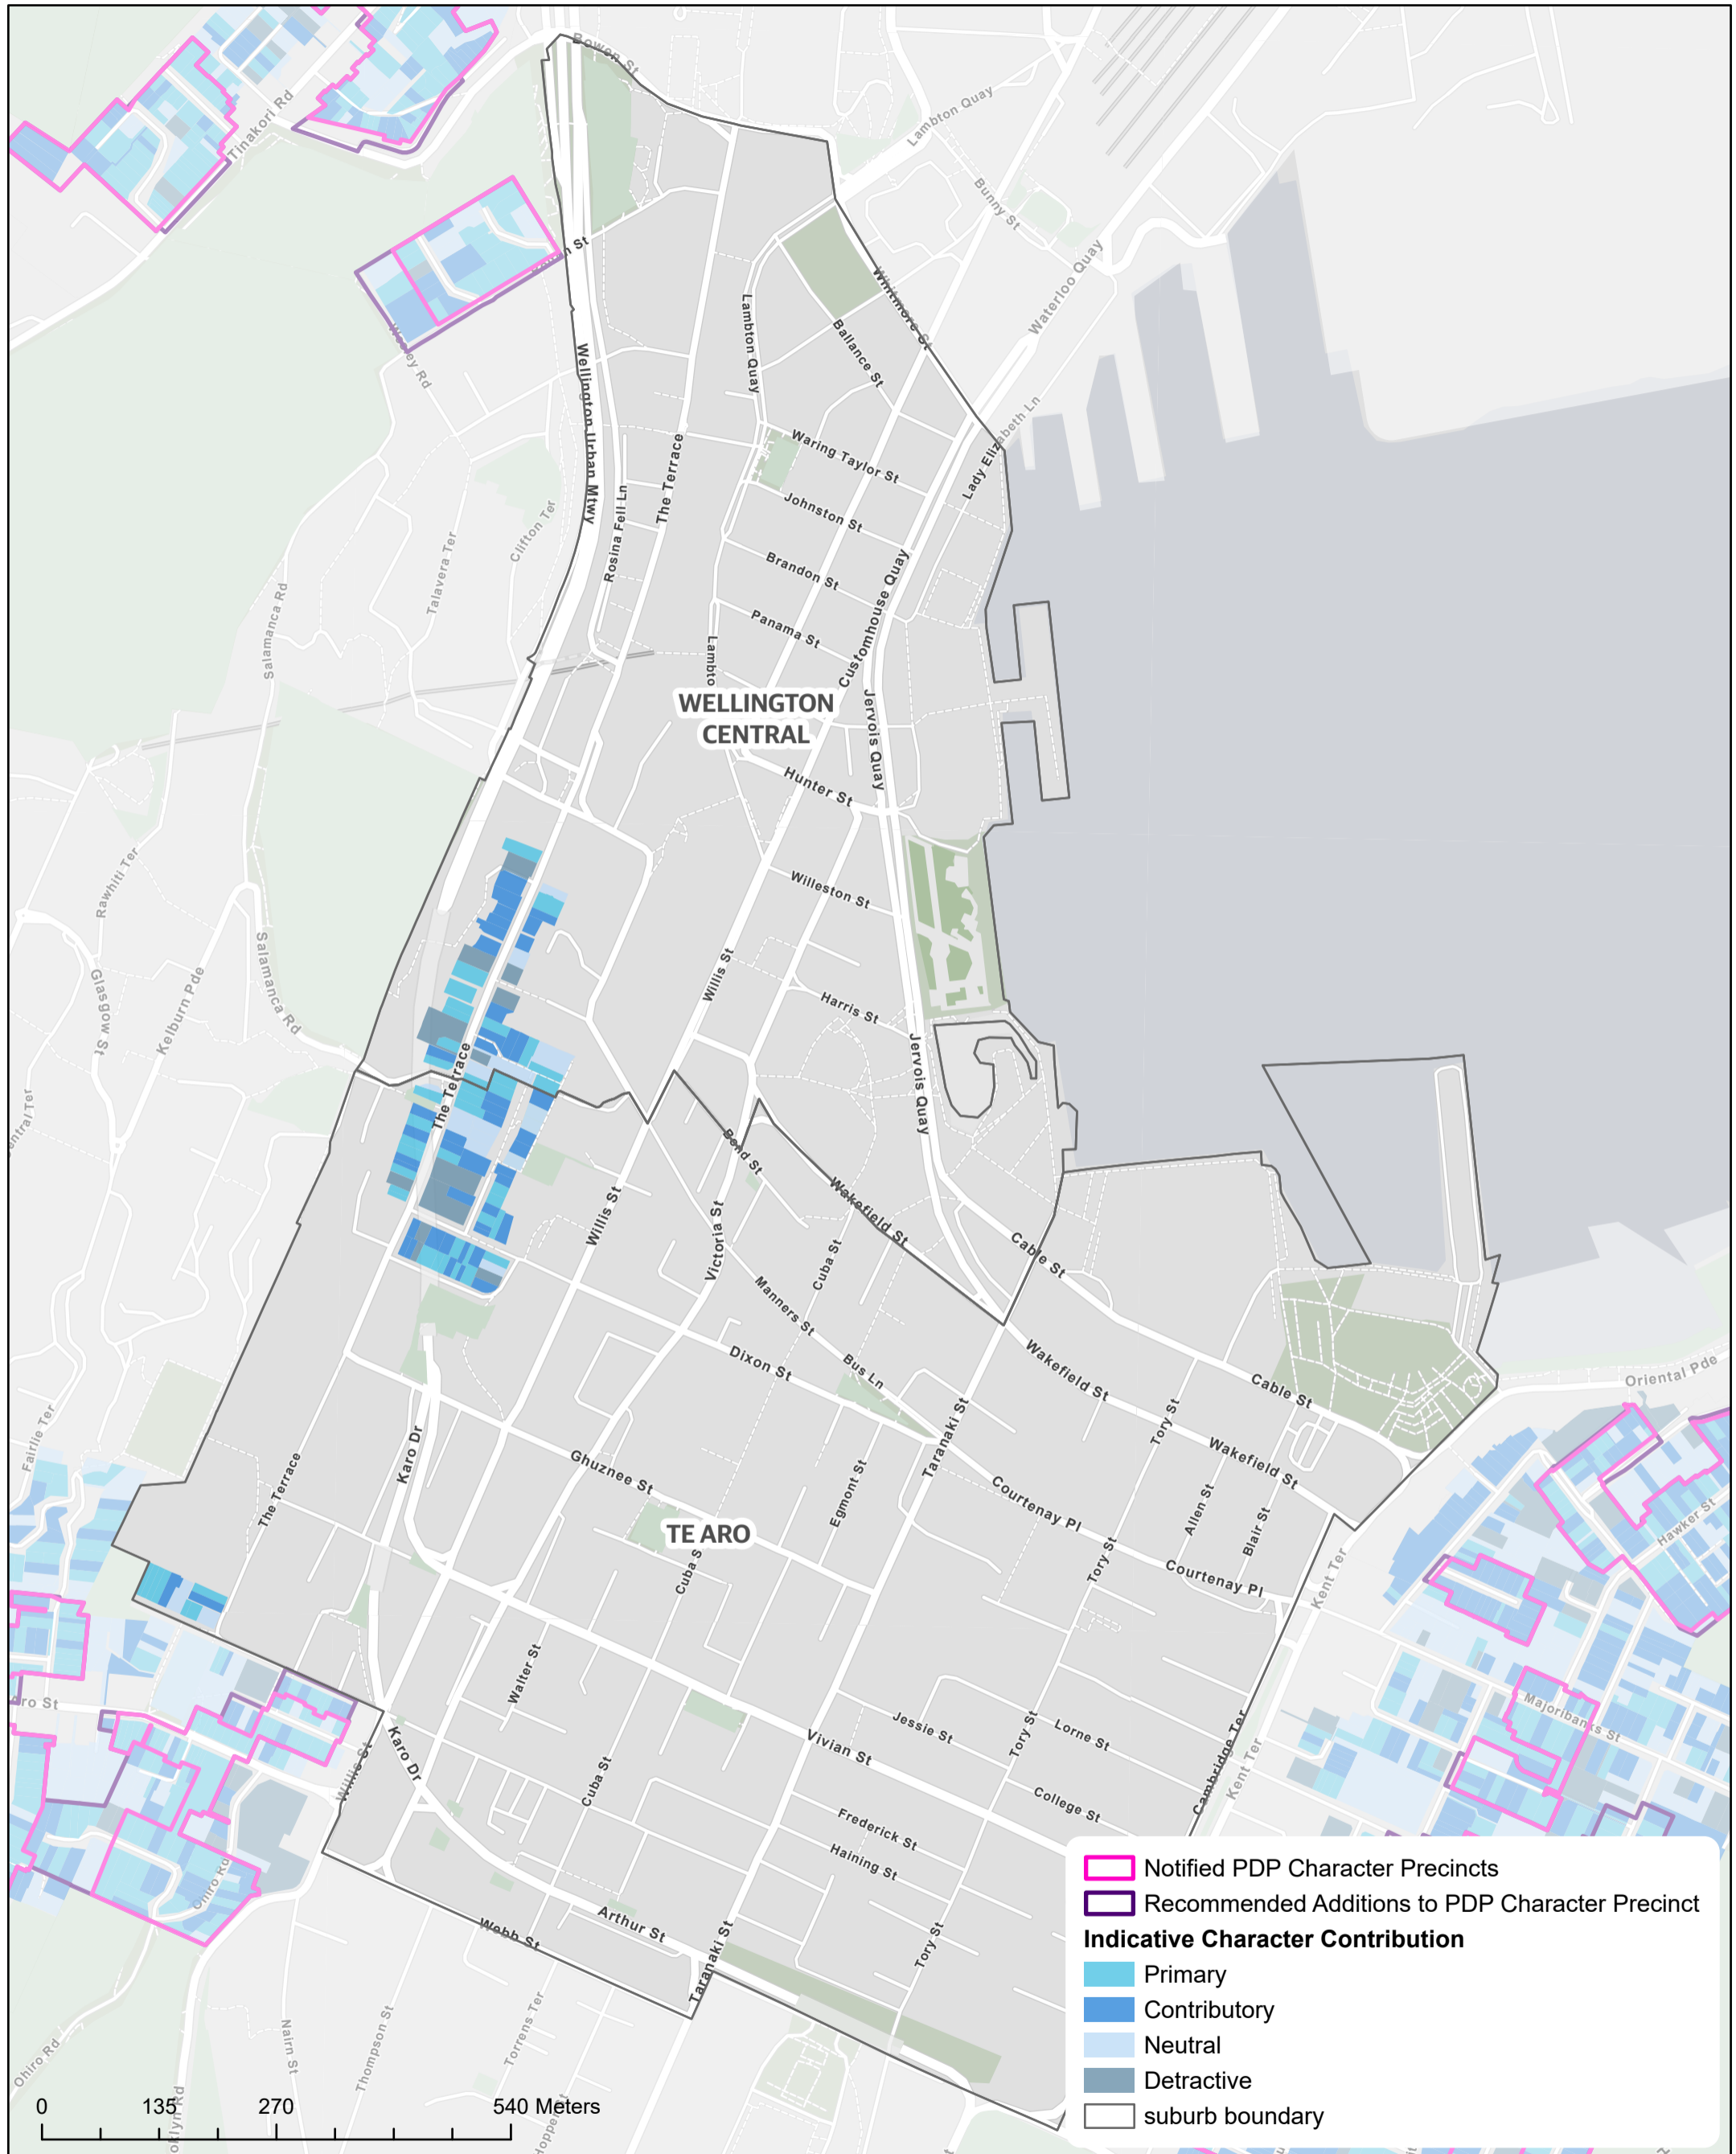 Bowen St
Tinakori Rd
Lambton Quay
Bunny St
Waterloo Quay
Whitmore St
Lambton Quay
Ballance St
Wellington Urban Mtwy
Lady Elizabeth Ln
Waring Taylor St
The Terrace
Johnston St
Rosina Fell Ln
Clifton Ter
Talavera Ter
Brandon St
Customhouse Quay
Salamanca Rd
Panama St
Lambto
WELLINGTON
CENTRAL
Jervois Quay
Hunter St
Rawhiti Ter
Willeston St
Salamanca Rd
Willis St
Glasgow St
Kelburn Pde
Harris St
Jervois Quay
The Terrace
Bond St
Wakefield St
Willis St
Victoria St
Cuba St
Cable St
Manners St
Bus Ln
Dixon St
Wakefield St
Oriental Pde
Cable St
Taranaki St
Tory St
Fairlie Ter
Karo Dr
Wakefield St
The Terrace
Ghuznee St
Egmont St
Courtenay Pl
Allen St
Blair St
Hawker St
TE ARO
Cuba S
Tory St
Courtenay Pl
Kent Ter
Walter St
ro St
Majoribanks St
Jessie St
Lorne St
Tory St
Karo Dr
Vivian St
Willis St
Cuba St
Cambridge Ter
Kent Ter
College St
Frederick St
Haining St
Ohiro Rd
Arthur St
Webb St
Taranaki St
Tory St
Nairn St
Thompson St
Torrens Ter
Ohiro Rd
oklyn Rd
Hopper
Notified PDP Character Precincts
Recommended Additions to PDP Character Precinct
Indicative Character Contribution
Primary
Contributory
Neutral
Detractive
suburb boundary
0 135 270 540 Meters